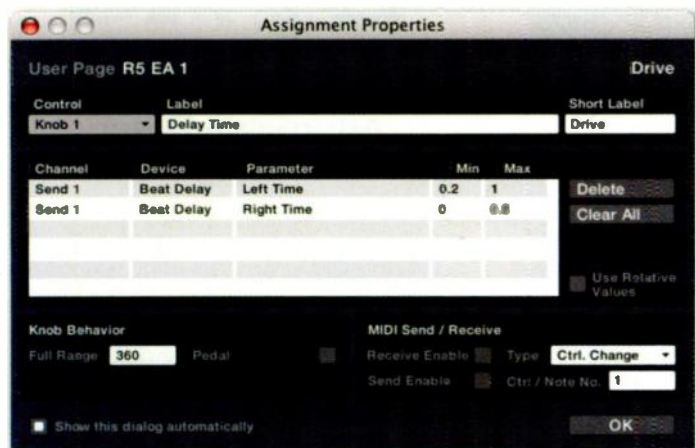 Assignment Properties
User Page R5 EA 1 Drive
Control Label Short Label
Knob 1 Delay Time Drive
Channel Device Parameter Min Max
Send 1 Beat Delay Left Time 0.2 1
Send 1 Beat Delay Right Time 0 0.8
Delete
Clear All
Use Relative
Values
Knob Behavior MIDI Send / Receive
Full Range 360 Pedal Receive Enable Type Ctrl. Change
Send Enable Ctrl / Note No. 1
Show this dialog automatically OK